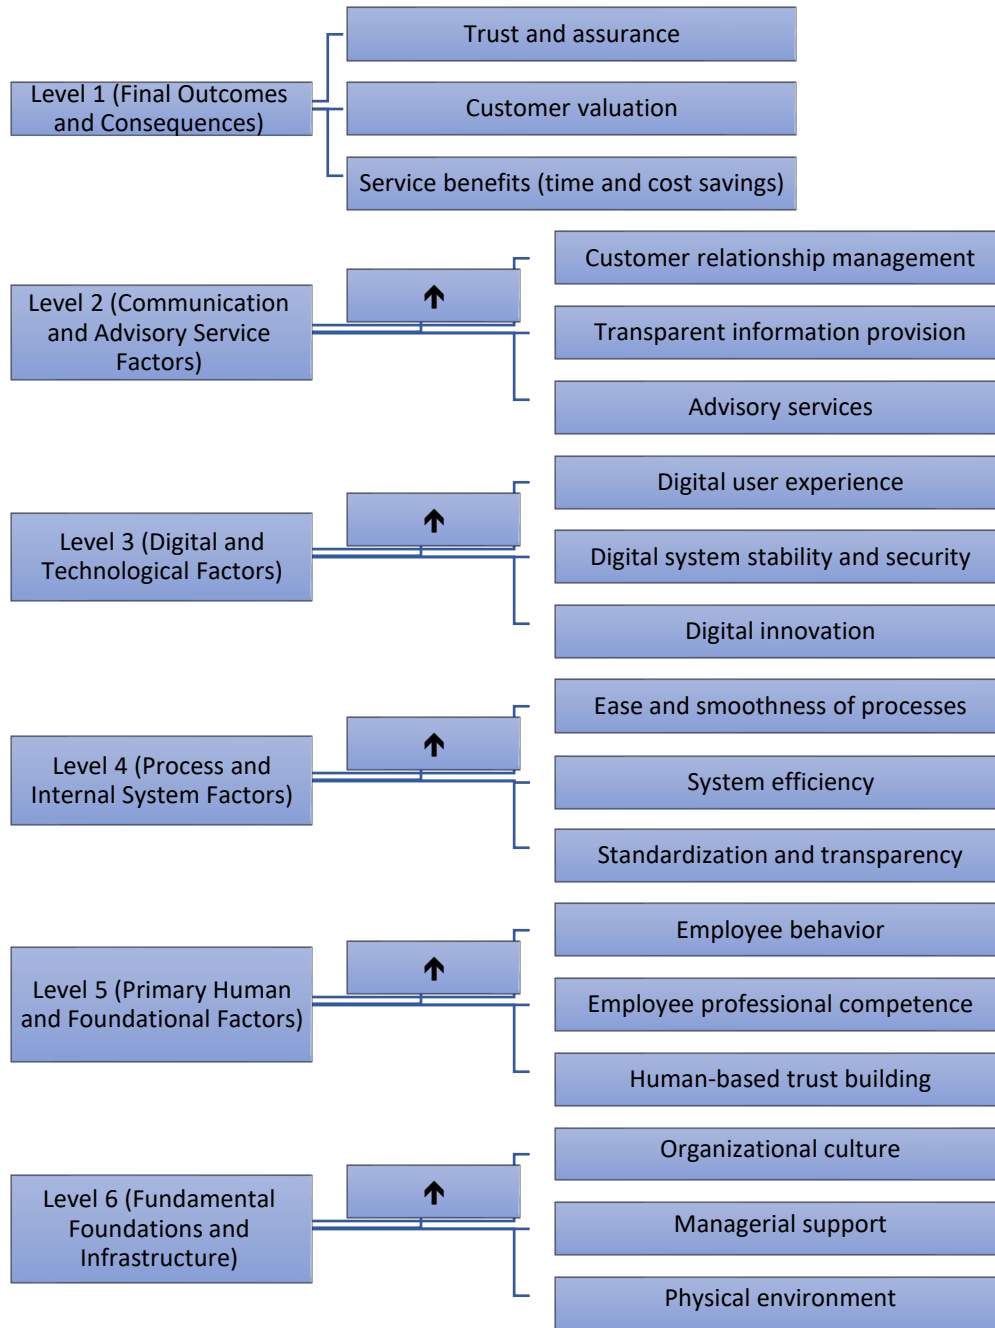 Trust and assurance
Level 1 (Final Outcomes
and Consequences)
Customer valuation
Service benefits (time and cost savings)
Customer relationship management
↑
Level 2 (Communication
and Advisory Service
Factors)
Transparent information provision
Advisory services
Digital user experience
↑
Level 3 (Digital and
Technological Factors)
Digital system stability and security
Digital innovation
Ease and smoothness of processes
↑
Level 4 (Process and
Internal System Factors)
System efficiency
Standardization and transparency
Employee behavior
↑
Level 5 (Primary Human
and Foundational Factors)
Employee professional competence
Human-based trust building
Organizational culture
↑
Level 6 (Fundamental
Foundations and
Infrastructure)
Managerial support
Physical environment